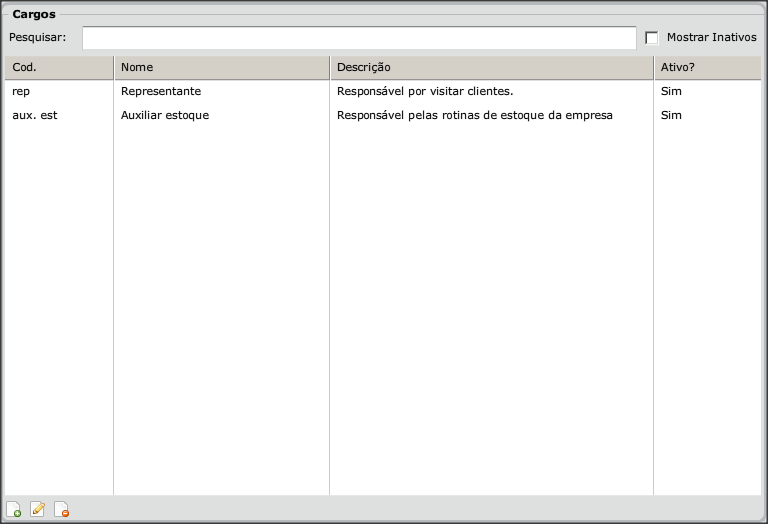 Cargos
Pesquisar: Mostrar Inativos
Cod. Nome Descrição Ativo?
rep Representante Responsável por visitar clientes. Sim
aux. est Auxiliar estoque Responsável pelas rotinas de estoque da empresa Sim